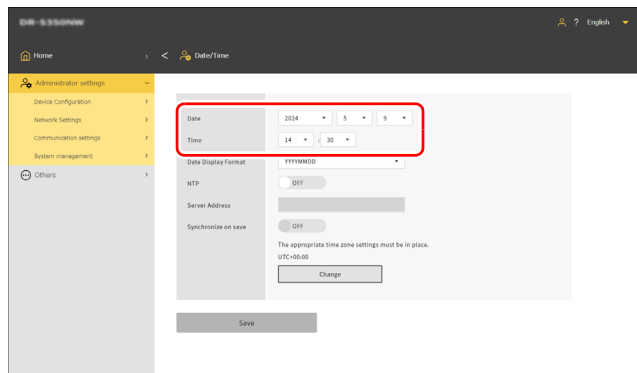 DR-S350NW
? English
Home
< Date/Time
Administrator settings
Device Configuration
Network Settings
Communication settings
System management
Others
Date 2024 5 9
Time 14 : 30
Date Display Format YYYYMMDD
NTP OFF
Server Address
Synchronize on save OFF
The appropriate time zone settings must be in place.
UTC+00:00
Change
Save